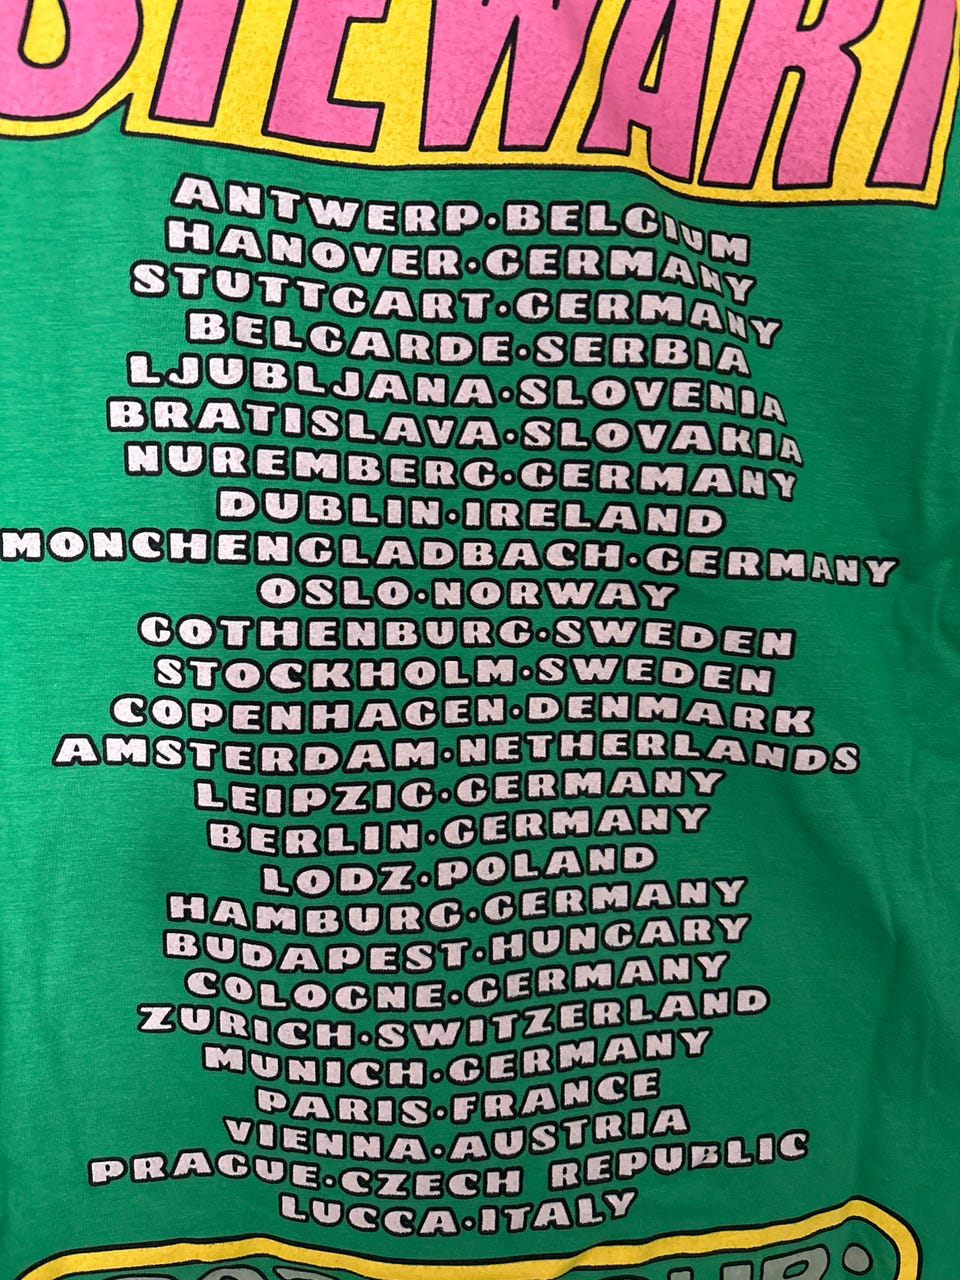 STEWART
ANTWERP•BELGIUM
HANOVER•GERMANY
STUTTGART•GERMANY
BELGARDE•SERBIA
LJUBLJANA•SLOVENIA
BRATISLAVA•SLOVAKIA
NUREMBERG•GERMANY
DUBLIN•IRELAND
MONCHENGLADBACH•GERMANY
OSLO•NORWAY
GOTHENBURG•SWEDEN
STOCKHOLM•SWEDEN
COPENHAGEN•DENMARK
AMSTERDAM•NETHERLANDS
LEIPZIG•GERMANY
BERLIN•GERMANY
LODZ•POLAND
HAMBURG•GERMANY
BUDAPEST•HUNGARY
COLOGNE•GERMANY
ZURICH•SWITZERLAND
MUNICH•GERMANY
PARIS•FRANCE
VIENNA•AUSTRIA
PRAGUE•CZECH REPUBLIC
LUCCA•ITALY